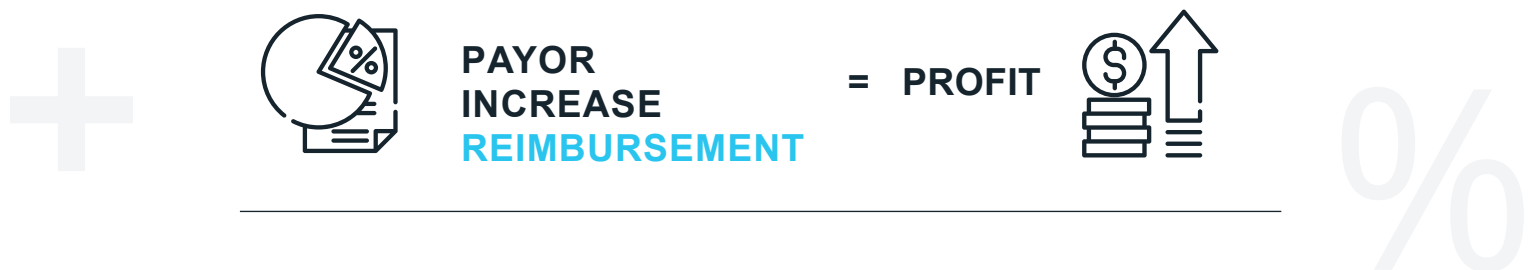 +
PAYOR
INCREASE
REIMBURSEMENT
= PROFIT
$
%
%